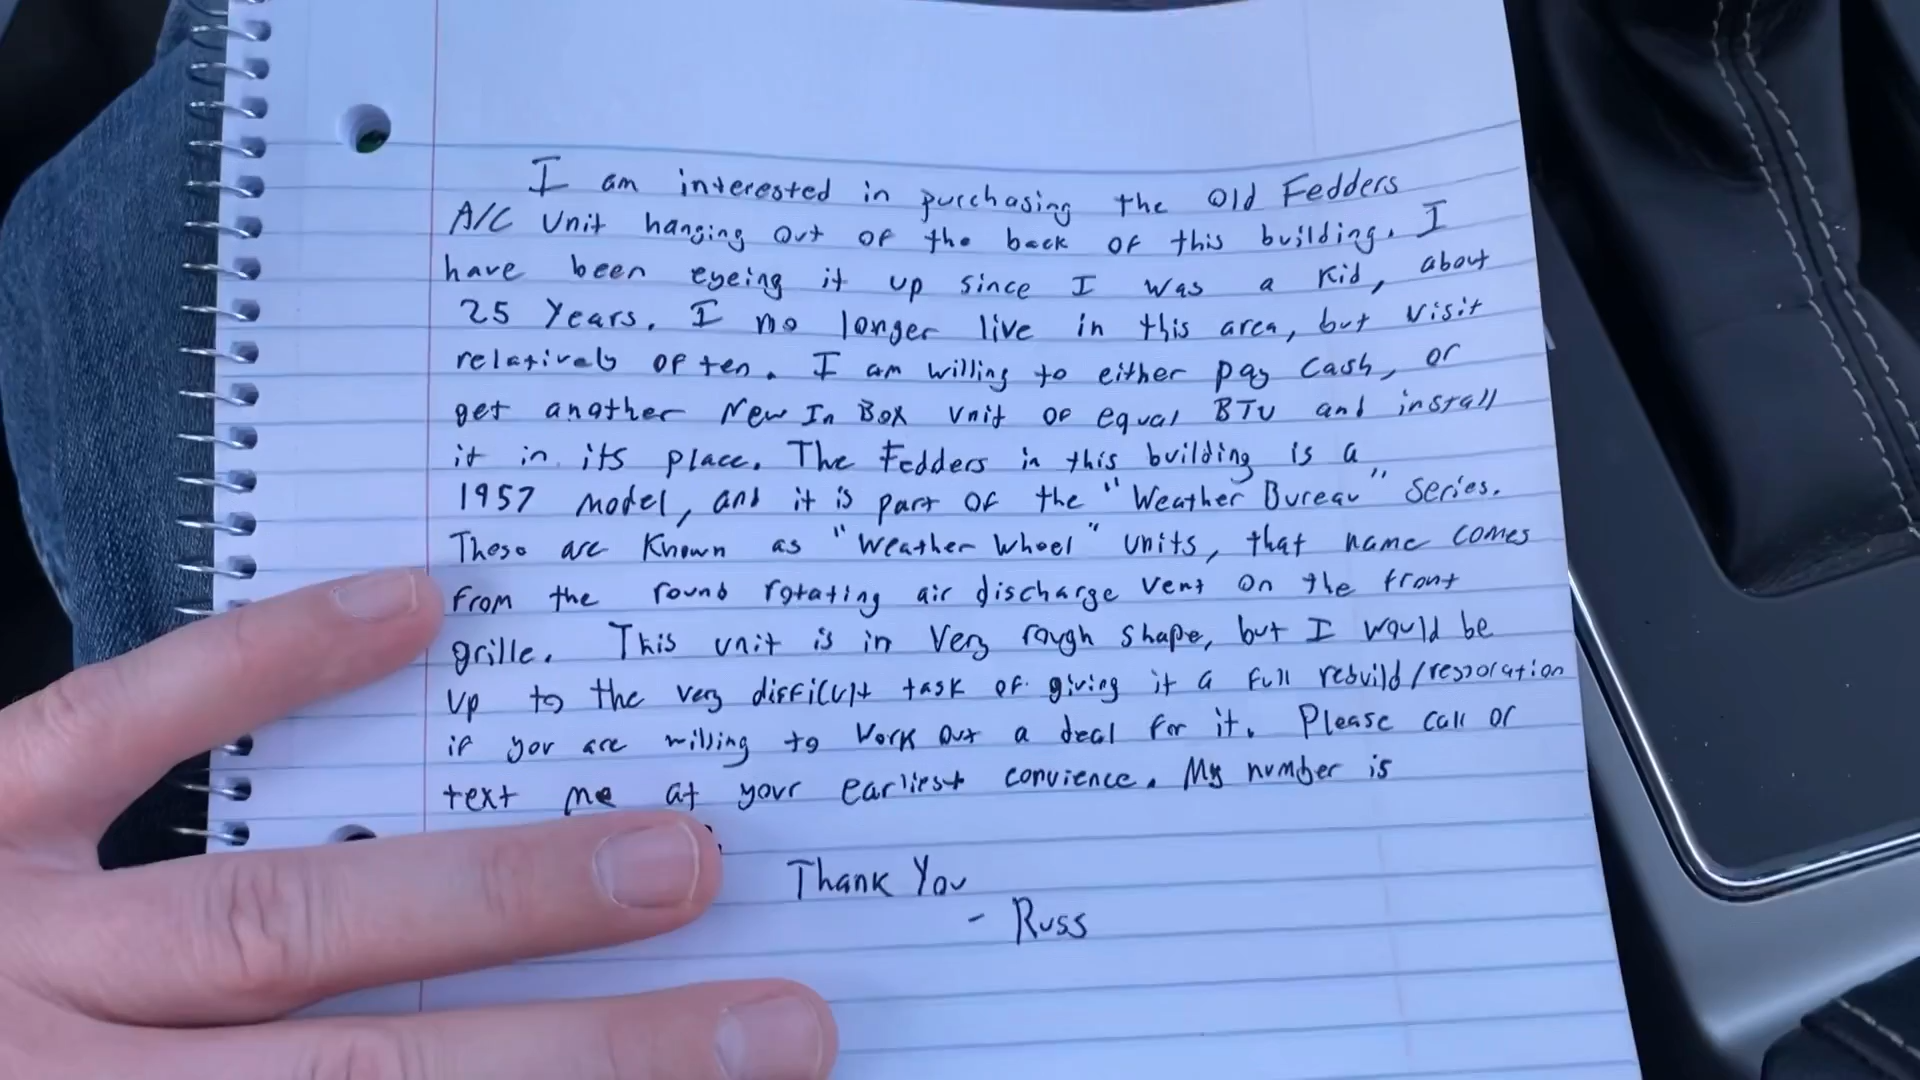 I am interested in purchasing the Old Fedders
A/C Unit hanging out of the back of this building. I
have been eyeing it up since I was a kid, about
25 Years. I no longer live in this area, but visit
relatively often. I am willing to either pay Cash, or
get another New In Box Unit of equal BTU and install
it in its place. The Fedders in this building is a
1957 model, and it is part of the "Weather Bureau" Series.
These are Known as "Weather Wheel" Units, that name comes
From the round rotating air discharge vent on the front
grille. This unit is in Very rough shape, but I would be
up to the very difficult task of giving it a full rebuild/restoration
if you are willing to Work out a deal for it. Please call or
text me at your earliest convience. My number is
Thank You
- Russ